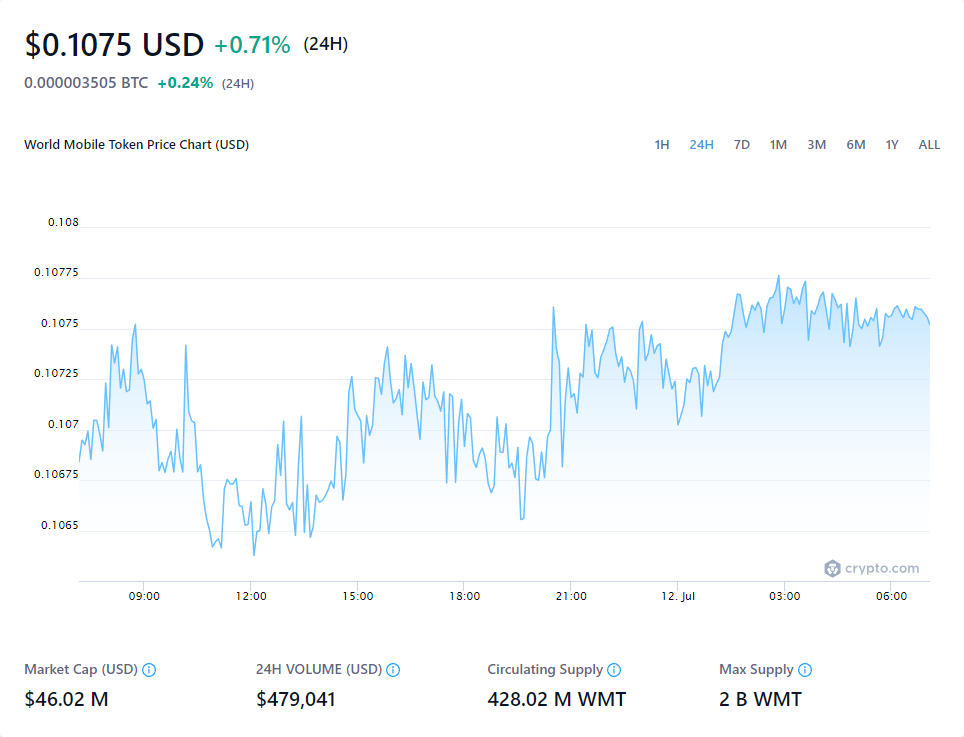 $0.1075 USD +0.71% (24H)
0.000003505 BTC +0.24% (24H)
World Mobile Token Price Chart (USD) 1H 24H 7D 1M 3M 6M 1Y ALL
0.108
0.10775
0.1075
0.10725
0.107
0.10675
0.1065
crypto.com
09:00 12:00 15:00 18:00 21:00 12. Jul 03:00 06:00
Market Cap (USD) 24H VOLUME (USD) Circulating Supply Max Supply
$46.02 M $479,041 428.02 M WMT 2 B WMT